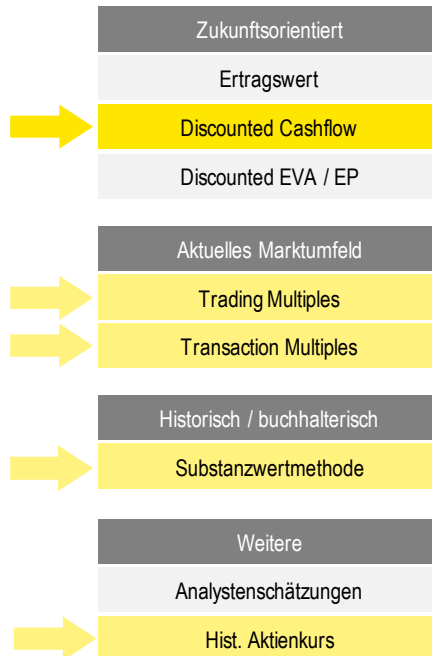 Zukunftsorientiert
Ertragswert
Discounted Cashflow
Discounted EVA / EP
Aktuelles Marktumfeld
Trading Multiples
Transaction Multiples
Historisch / buchhalterisch
Substanzwertmethode
Weitere
Analystenschätzungen
Hist. Aktienkurs